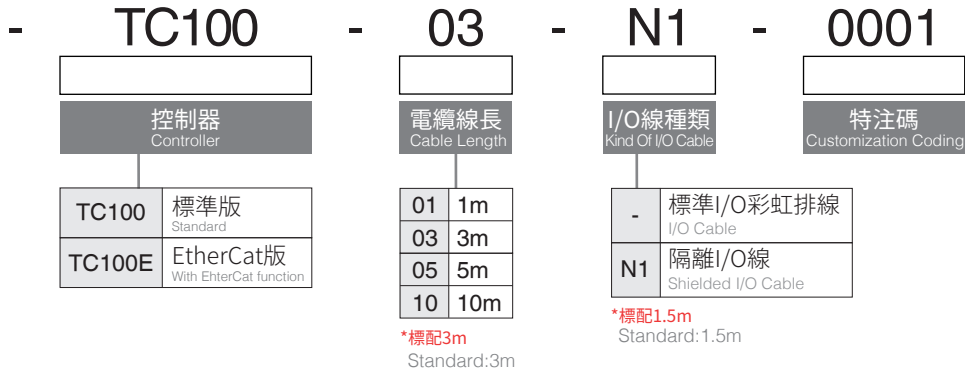 - TC100 - 03 - N1 - 0001
控制器
Controller
電纜線長
Cable Length
I/O線種類
Kind Of I/O Cable
特注碼
Customization Coding
TC100 標準版
Standard
TC100E EtherCat版
With EhterCat function
01 1m
03 3m
05 5m
10 10m
*標配3m
Standard:3m
- 標準I/O彩虹排線
I/O Cable
N1 隔離I/O線
Shielded I/O Cable
*標配1.5m
Standard:1.5m